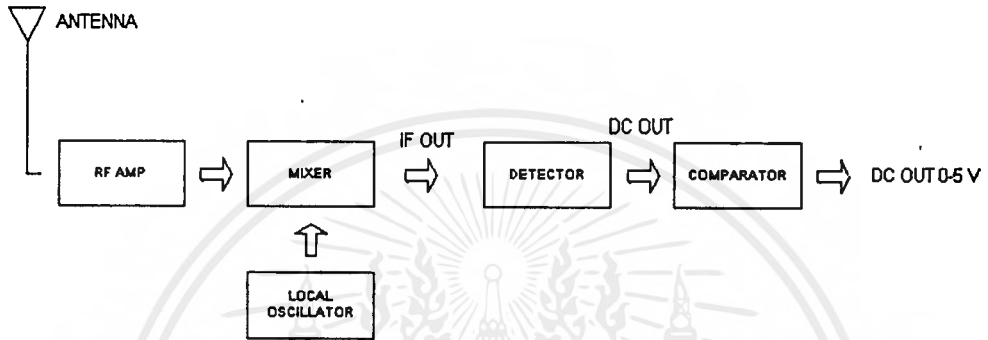 ANTENNA
RF AMP
MIXER
IF OUT
DETECTOR
DC OUT
COMPARATOR
DC OUT 0-5 V
LOCAL
OSCILLATOR